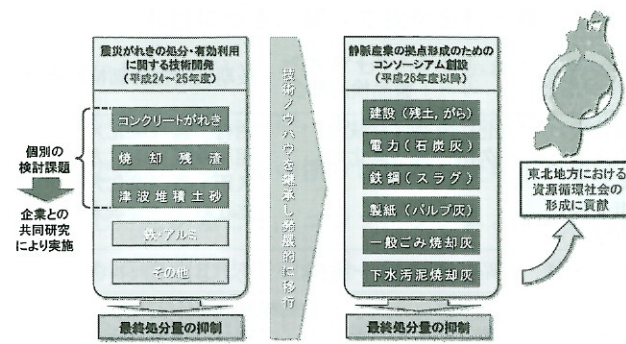 震災がれきの処分・有効利用
に関する技術開発
(平成24～25年度)
コンクリートがれき
焼却残渣
津波堆積土砂
鉄・アルミ
その他
最終処分量の抑制
個別の
検討課題
企業との
共同研究
により実施
技術ノウハウを継承し発展的に移行
静脈産業の拠点形成のための
コンソーシアム創設
(平成26年度以降)
建設(残土,がら)
電力(石炭灰)
鉄鋼(スラグ)
製紙(パルプ灰)
一般ごみ焼却灰
下水汚泥焼却灰
最終処分量の抑制
東北地方における
資源循環社会の
形成に貢献